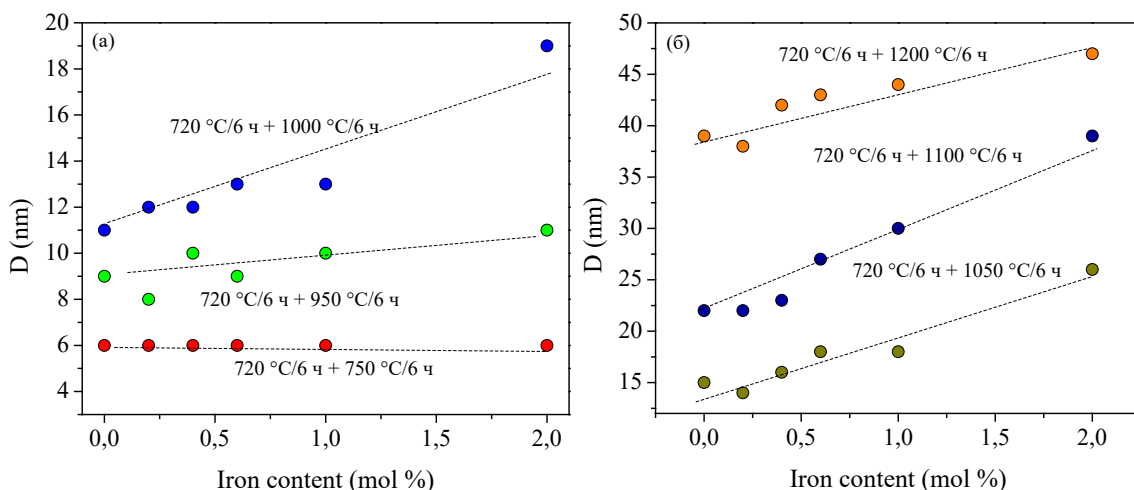 (а)
20
18
16
14
12
10
8
6
4
D (nm)
720 °C/6 ч + 1000 °C/6 ч
720 °C/6 ч + 950 °C/6 ч
720 °C/6 ч + 750 °C/6 ч
0,0 0,5 1,0 1,5 2,0
Iron content (mol %)
(б)
50
45
40
35
30
25
20
15
D (nm)
720 °C/6 ч + 1200 °C/6 ч
720 °C/6 ч + 1100 °C/6 ч
720 °C/6 ч + 1050 °C/6 ч
0,0 0,5 1,0 1,5 2,0
Iron content (mol %)